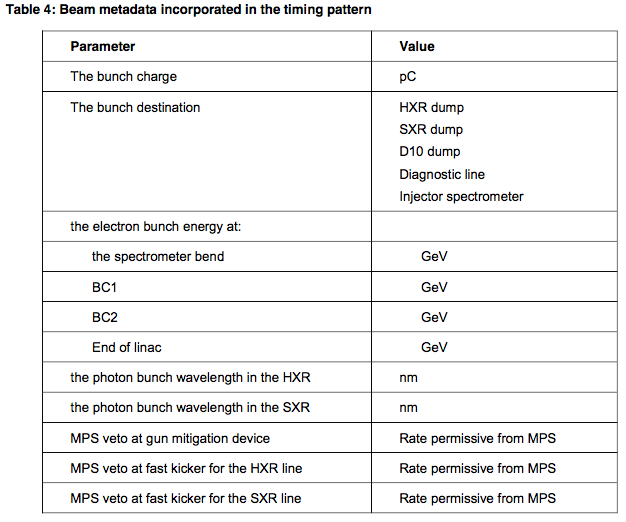 Table 4: Beam metadata incorporated in the timing pattern
Parameter Value
The bunch charge pC
The bunch destination HXR dump
SXR dump
D10 dump
Diagnostic line
Injector spectrometer
the electron bunch energy at:
the spectrometer bend GeV
BC1 GeV
BC2 GeV
End of linac GeV
the photon bunch wavelength in the HXR nm
the photon bunch wavelength in the SXR nm
MPS veto at gun mitigation device Rate permissive from MPS
MPS veto at fast kicker for the HXR line Rate permissive from MPS
MPS veto at fast kicker for the SXR line Rate permissive from MPS